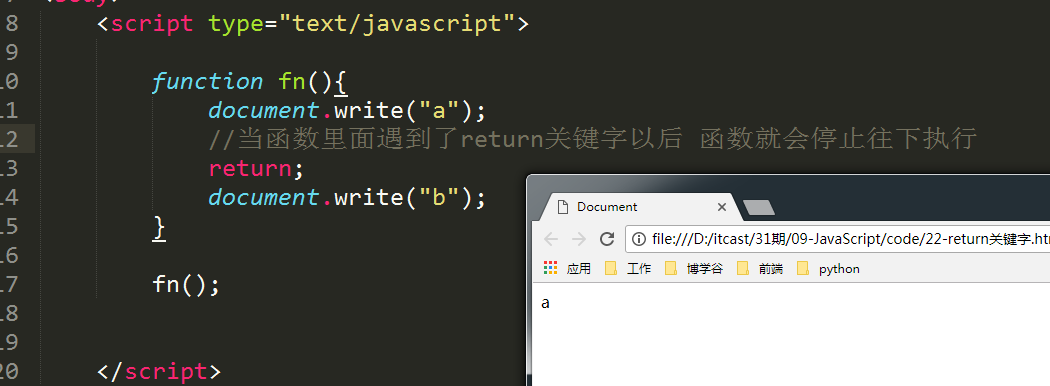 8 <script type="text/javascript">
9
10 function fn(){
11 document.write("a");
12 //当函数里面遇到了return关键字以后 函数就会停止往下执行
13 return;
14 document.write("b");
15 }
16
17 fn();
18
19
20 </script>
Document
file:///D:/itcast/31期/09-JavaScript/code/22-return关键字.htm
应用 工作 博学谷 前端 python
a